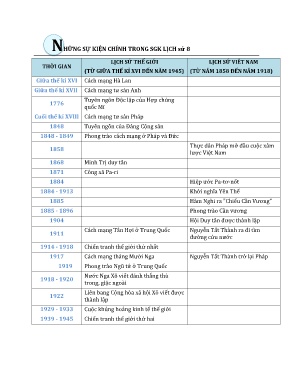 NHỮNG SỰ KIỆN CHÍNH TRONG SGK LỊCH sử 8
THỜI GIAN
LỊCH SỬ THẾ GIỚI
(TỪ GIỮA THẾ KỈ XVI ĐẾN NĂM 1945)
LỊCH SỬ VIỆT NAM
(TỪ NĂM 1858 ĐẾN NĂM 1918)
Giữa thế kỉ XVI Cách mạng Hà Lan
Giữa thế kỉ XVII Cách mạng tư sản Anh
1776 Tuyên ngôn Độc lập của Hợp chúng
quốc Mĩ
Cuối thế kỉ XVIII Cách mạng tư sản Pháp
1848 Tuyên ngôn của Đảng Cộng sản
1848 - 1849 Phong trào cách mạng ở Pháp và Đức
1858 Thực dân Pháp mở đầu cuộc xâm
lược Việt Nam
1868 Minh Trị duy tân
1871 Công xã Pa-ri
1884 Hiệp ước Pa-tơ-nốt
1884 - 1913 Khởi nghĩa Yên Thế
1885 Hàm Nghi ra "Chiếu Cần Vương"
1885 - 1896 Phong trào Cần vương
1904 Hội Duy tân được thành lập
1911 Cách mạng Tân Hợi ở Trung Quốc Nguyễn Tất Thành ra đi tìm
đường cứu nước
1914 - 1918 Chiến tranh thế giới thứ nhất
1917 Cách mạng tháng Mười Nga Nguyễn Tất Thành trở lại Pháp
1919 Phong trào Ngũ tứ ở Trung Quốc
1918 - 1920 Nước Nga Xô viết đánh thắng thù
trong, giặc ngoài
1922 Liên bang Cộng hòa xã hội Xô viết được
thành lập
1929 - 1933 Cuộc khủng hoảng kinh tế thế giới
1939 - 1945 Chiến tranh thế giới thứ hai